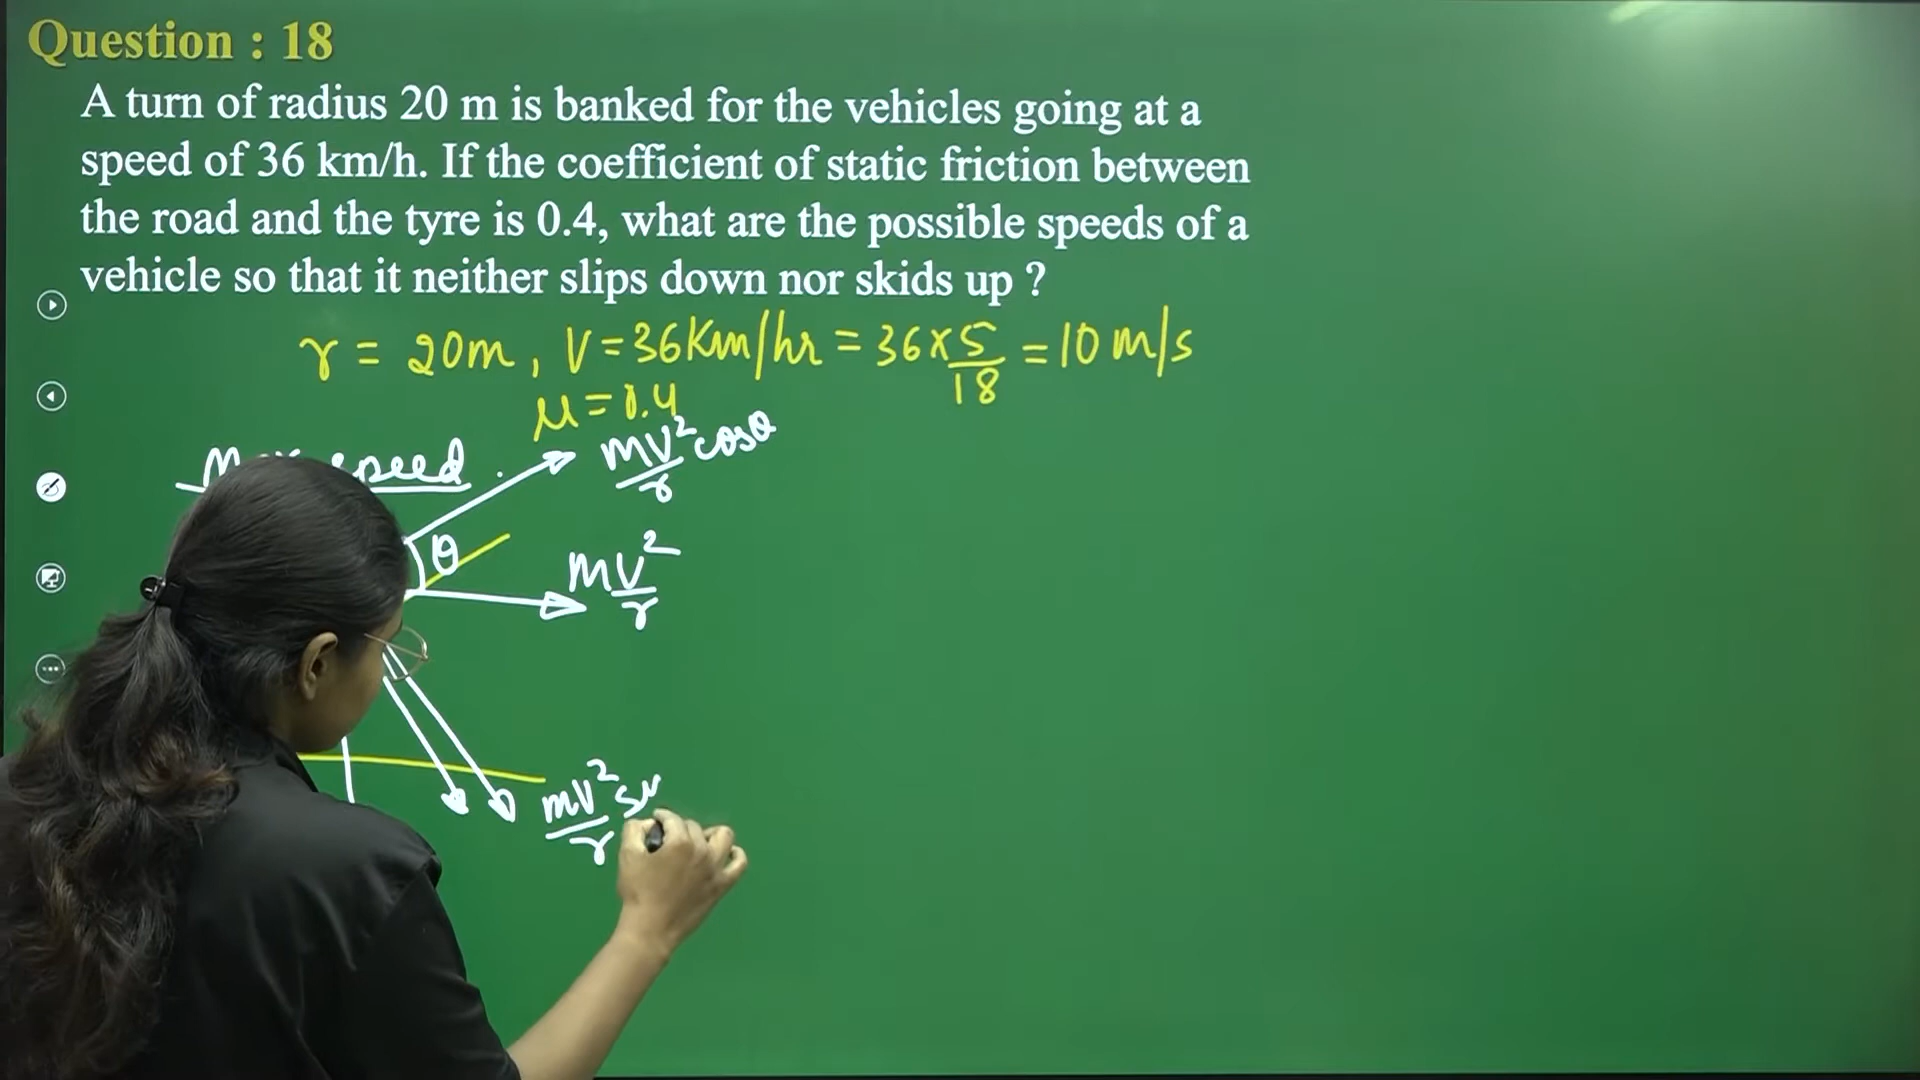 Question : 18
A turn of radius 20 m is banked for the vehicles going at a
speed of 36 km/h. If the coefficient of static friction between
the road and the tyre is 0.4, what are the possible speeds of a
vehicle so that it neither slips down nor skids up ?
r = 20m, V = 36Km/hr = 36 × 5/18 = 10 m/s
μ = 0.4
speed
mv²/r cosθ
θ
mv²/r
mv²/r